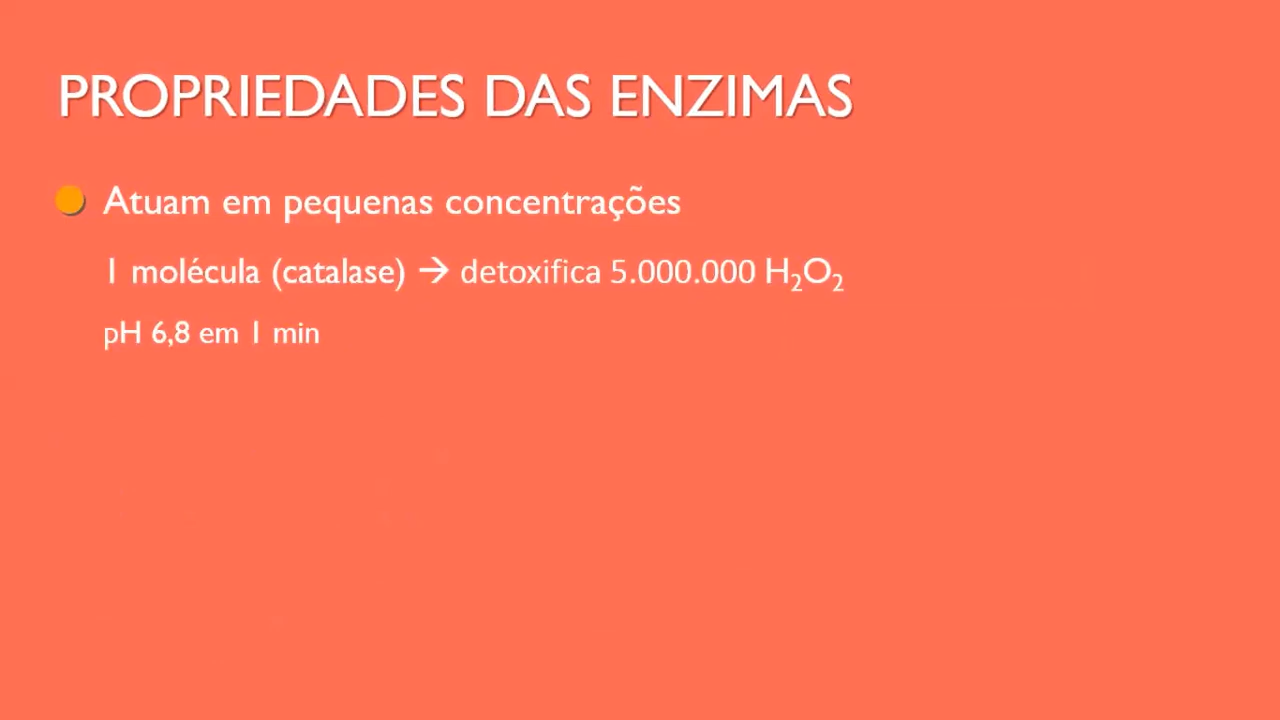 PROPRIEDADES DAS ENZIMAS
Atuam em pequenas concentrações
1 molécula (catalase) → detoxifica 5.000.000 H₂O₂
pH 6,8 em 1 min